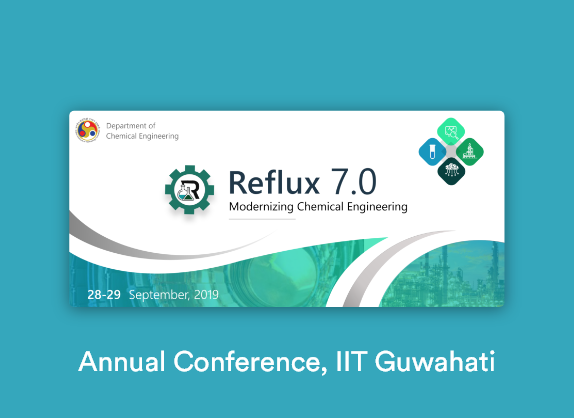 Department of
Chemical Engineering
Reflux 7.0
Modernizing Chemical Engineering
28-29 September, 2019
Annual Conference, IIT Guwahati